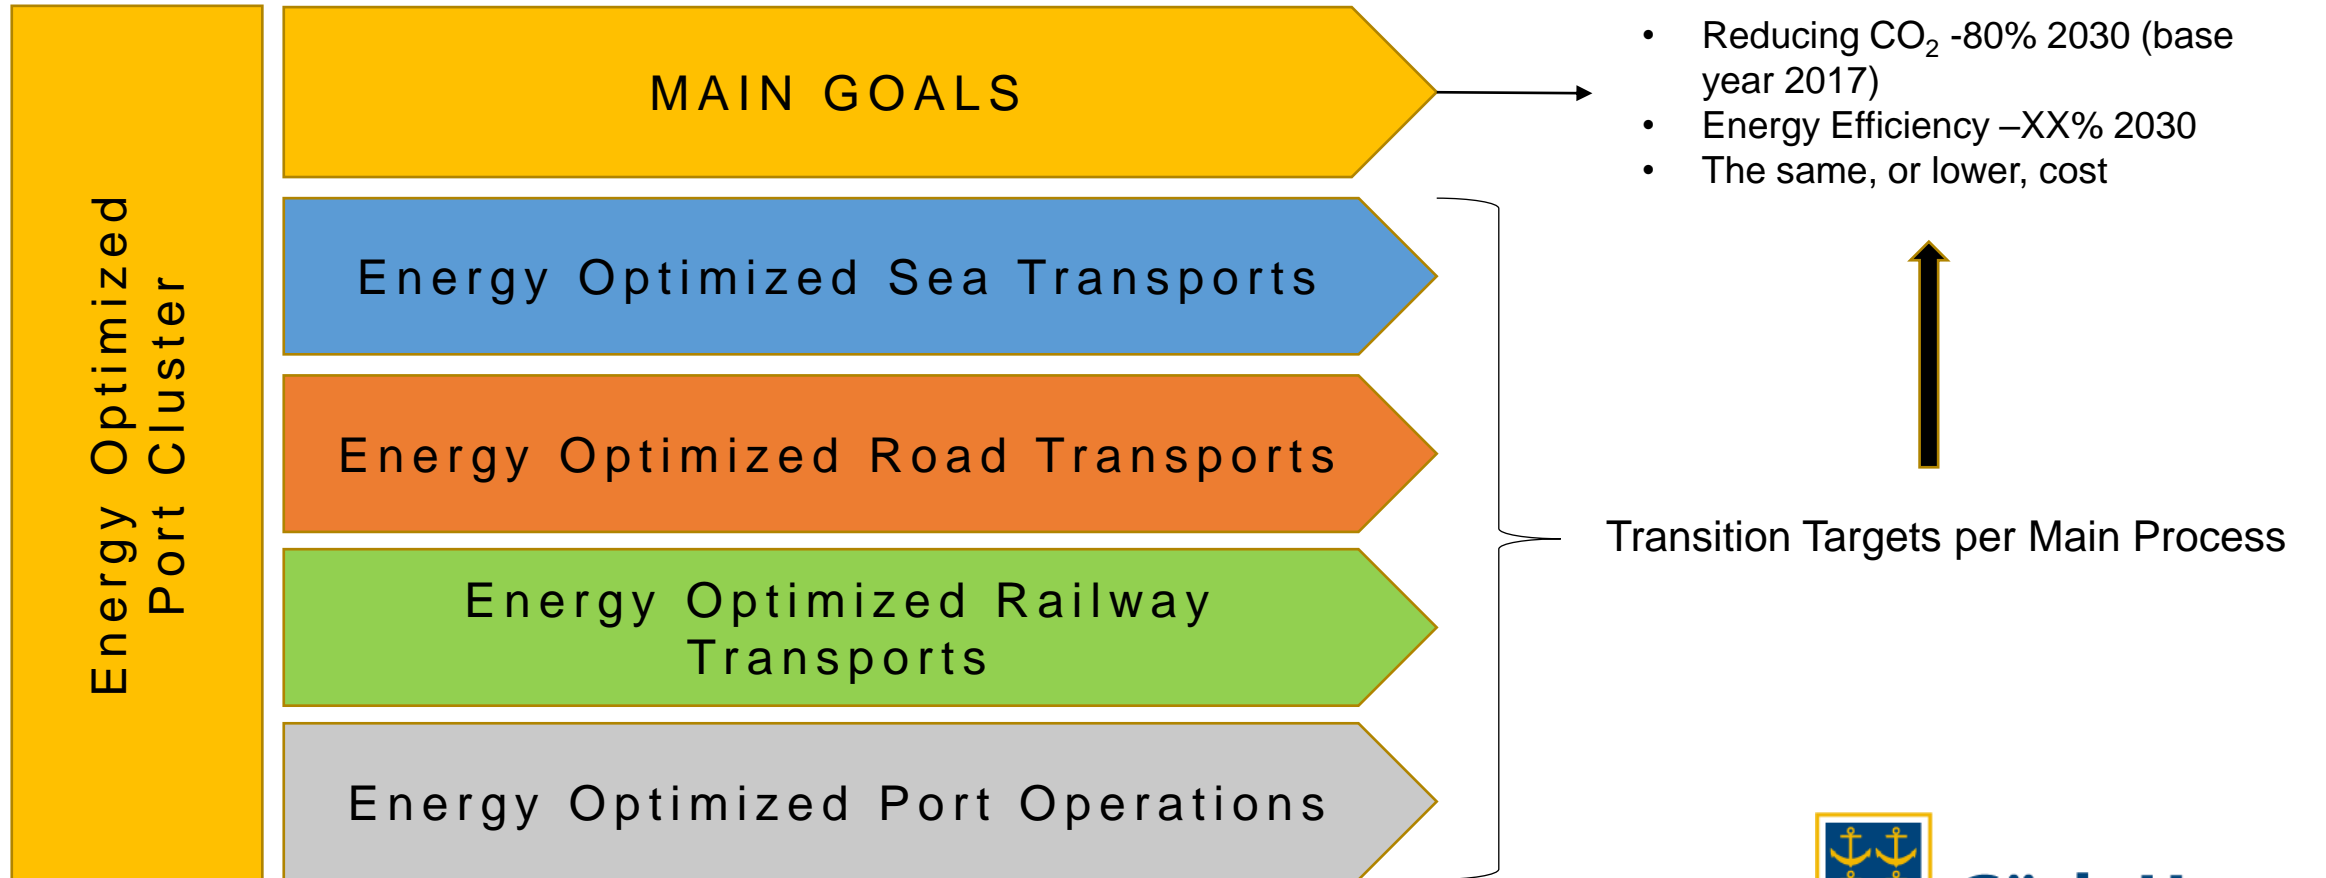 Energy Optimized
Port Cluster
MAIN GOALS
• Reducing CO₂ -80% 2030 (base
year 2017)
• Energy Efficiency –XX% 2030
• The same, or lower, cost
Energy Optimized Sea Transports
Energy Optimized Road Transports
Energy Optimized Railway
Transports
Energy Optimized Port Operations
Transition Targets per Main Process